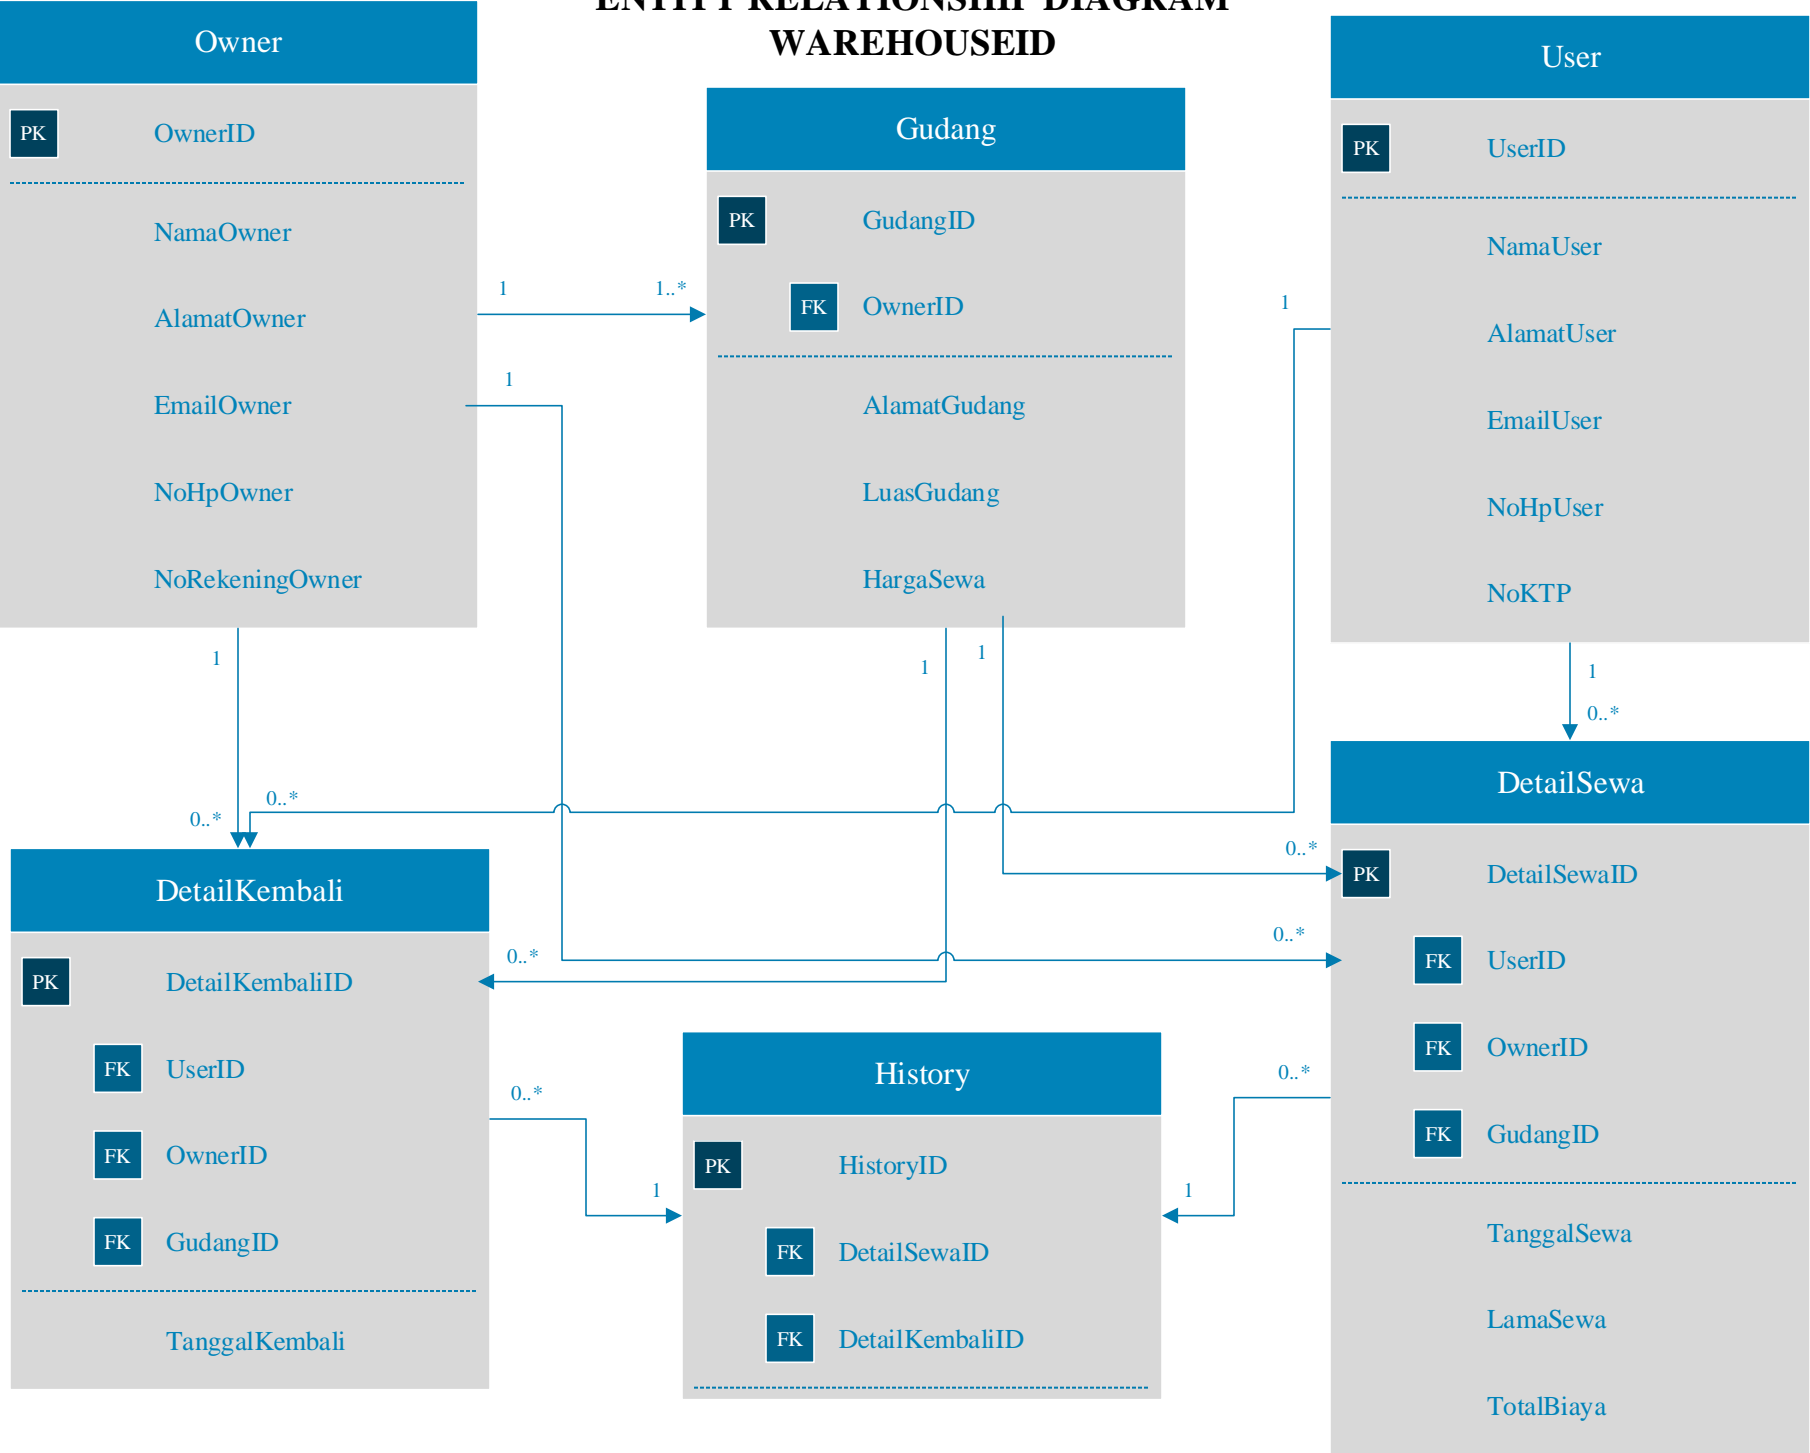 ENTITY RELATIONSHIP DIAGRAM
WAREHOUSEID
Owner
PK OwnerID
NamaOwner
AlamatOwner
EmailOwner
NoHpOwner
NoRekeningOwner
Gudang
PK GudangID
FK OwnerID
AlamatGudang
LuasGudang
HargaSewa
User
PK UserID
NamaUser
AlamatUser
EmailUser
NoHpUser
NoKTP
1
1..*
1
1
1
1
1
1
0..*
0..*
0..*
0..*
0..*
0..*
DetailKembali
PK DetailKembaliID
FK UserID
FK OwnerID
FK GudangID
TanggalKembali
0..*
1
History
PK HistoryID
FK DetailSewaID
FK DetailKembaliID
0..*
1
DetailSewa
PK DetailSewaID
FK UserID
FK OwnerID
FK GudangID
TanggalSewa
LamaSewa
TotalBiaya